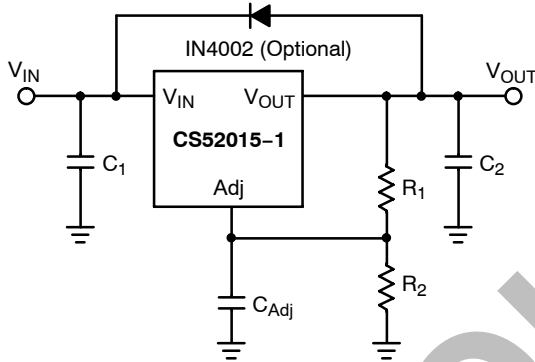 IN4002 (Optional)
VIN
VOUT
VIN
VOUT
CS52015−1
C1
Adj
R1
C2
CAdj
R2